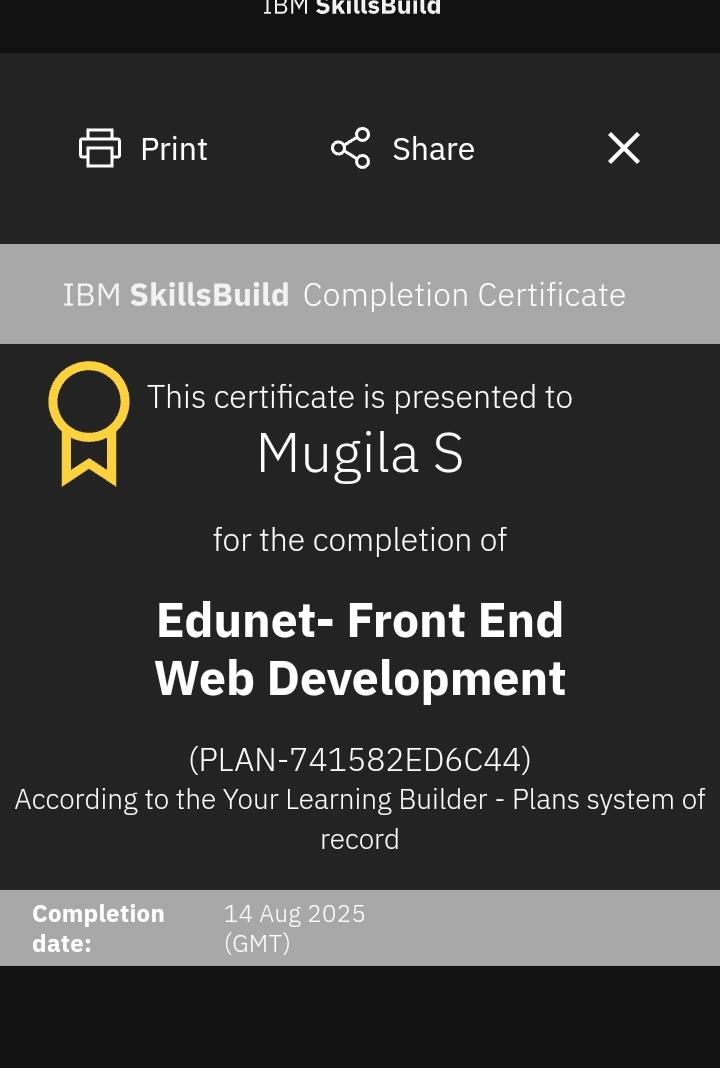 IBM SkillsBuild
Print
Share
IBM SkillsBuild Completion Certificate
This certificate is presented to
Mugila S
for the completion of
Edunet- Front End
Web Development
(PLAN-741582ED6C44)
According to the Your Learning Builder - Plans system of
record
Completion date:
14 Aug 2025 (GMT)